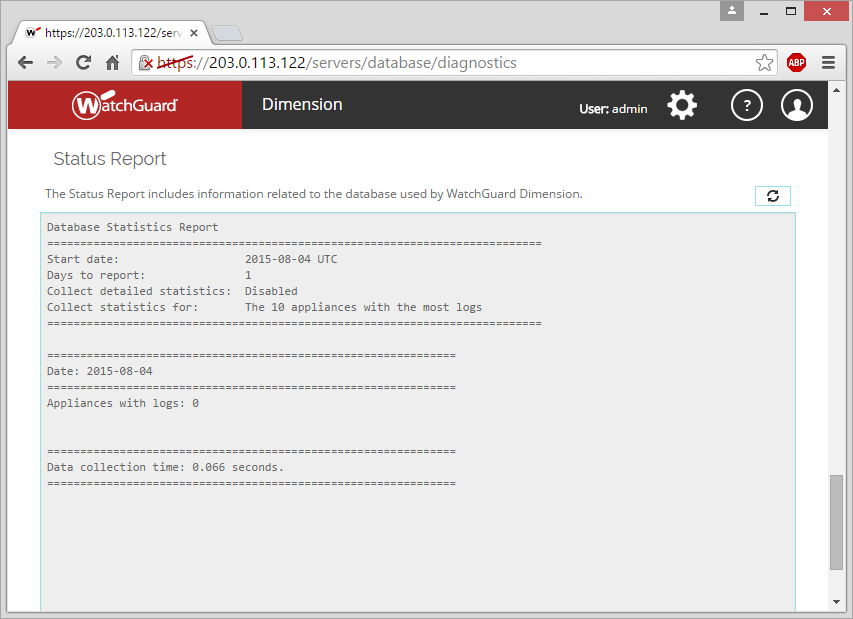 https://203.0.113.122/serv
https://203.0.113.122/servers/database/diagnostics
ABP
WatchGuard
Dimension
User: admin
?
Status Report
The Status Report includes information related to the database used by WatchGuard Dimension.
Database Statistics Report
===========================================================================
Start date: 2015-08-04 UTC
Days to report: 1
Collect detailed statistics: Disabled
Collect statistics for: The 10 appliances with the most logs
===========================================================================
==============================================================
Date: 2015-08-04
==============================================================
Appliances with logs: 0
==============================================================
Data collection time: 0.066 seconds.
==============================================================